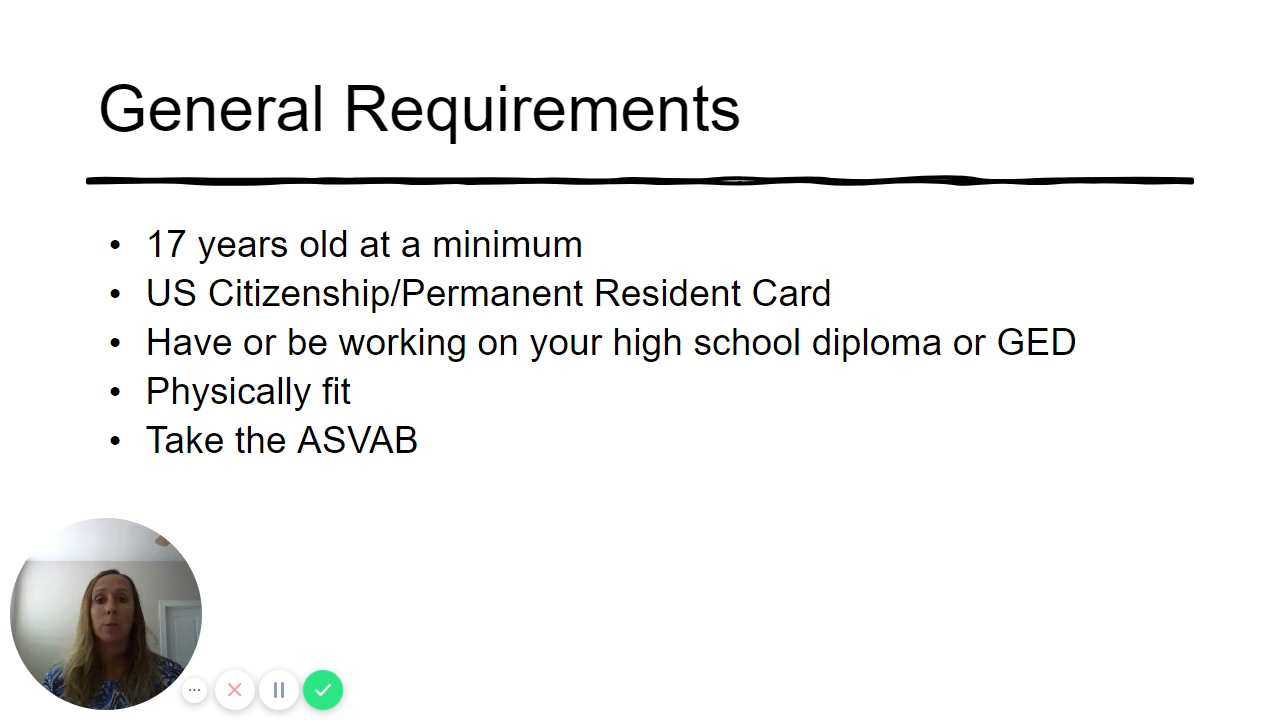 General Requirements
• 17 years old at a minimum
• US Citizenship/Permanent Resident Card
• Have or be working on your high school diploma or GED
• Physically fit
• Take the ASVAB